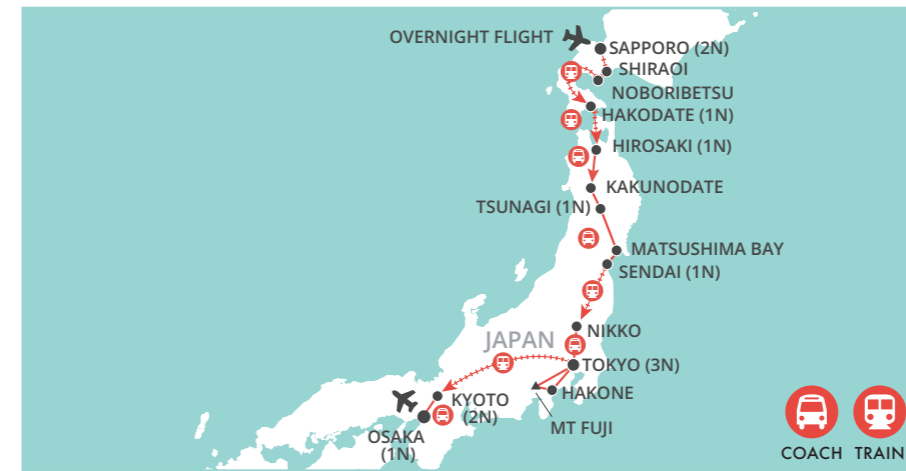 OVERNIGHT FLIGHT
SAPPORO (2N)
SHIRAOI
NOBORIBETSU
HAKODATE (1N)
HIROSAKI (1N)
KAKUNODATE
TSUNAGI (1N)
MATSUSHIMA BAY
SENDAI (1N)
NIKKO
JAPAN
TOKYO (3N)
HAKONE
KYOTO
(2N)
MT FUJI
OSAKA
(1N)
COACH
TRAIN